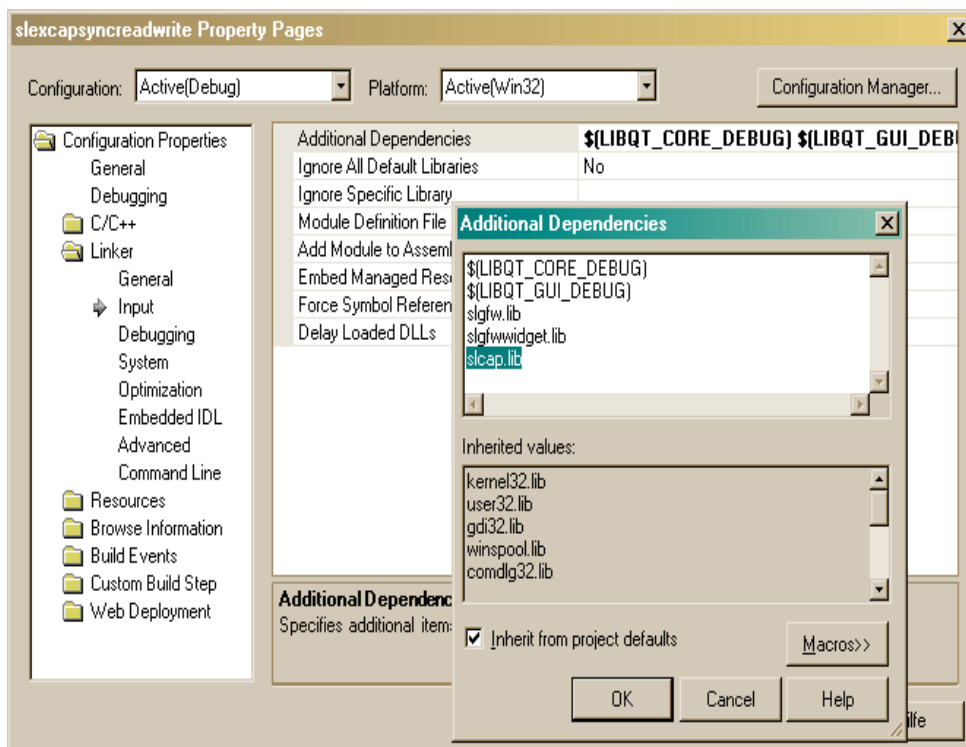 slexcapsyncreadwrite Property Pages
Configuration: Active(Debug) Platform: Active(Win32) Configuration Manager...
Configuration Properties
General
Debugging
C/C++
Linker
General
Input
Debugging
System
Optimization
Embedded IDL
Advanced
Command Line
Resources
Browse Information
Build Events
Custom Build Step
Web Deployment
Additional Dependencies $(LIBQT_CORE_DEBUG) $(LIBQT_GUI_DEB
Ignore All Default Libraries No
Ignore Specific Library
Module Definition File
Add Module to Assem
Embed Managed Res
Force Symbol Referen
Delay Loaded DLLs
Additional Dependenc
Specifies additional item
Additional Dependencies
$(LIBQT_CORE_DEBUG)
$(LIBQT_GUI_DEBUG)
slgfw.lib
slgfwwidget.lib
slcap.lib
Inherited values:
kernel32.lib
user32.lib
gdi32.lib
winspool.lib
comdlg32.lib
Inherit from project defaults
Macros>>
OK Cancel Help
ilfe